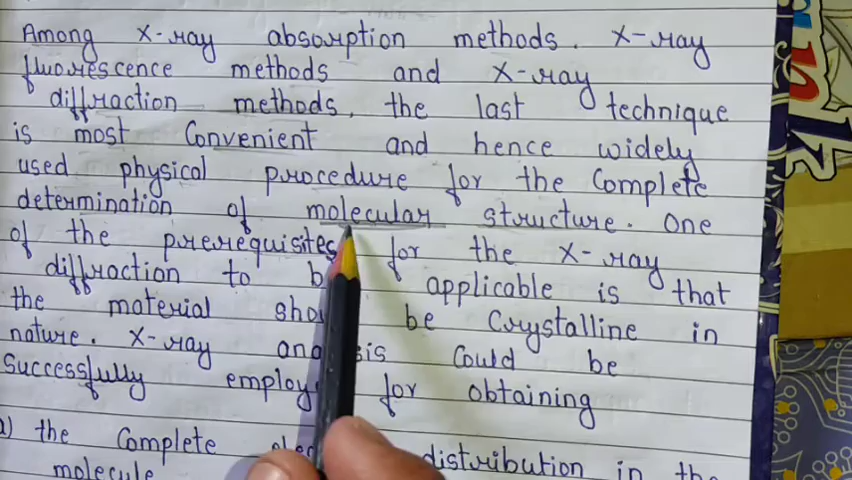 Among X-ray absorption methods. X-ray
fluorescence methods and X-ray
diffraction methods, the last technique
is most Convenient and hence widely
used physical procedure for the Complete
determination of molecular structure. One
of the prerequisites for the X-ray
diffraction to applicable is that
the material be Crystalline in
nature. X-ray could be
Successfully for obtaining
a) the Complete distribution in the
molecule